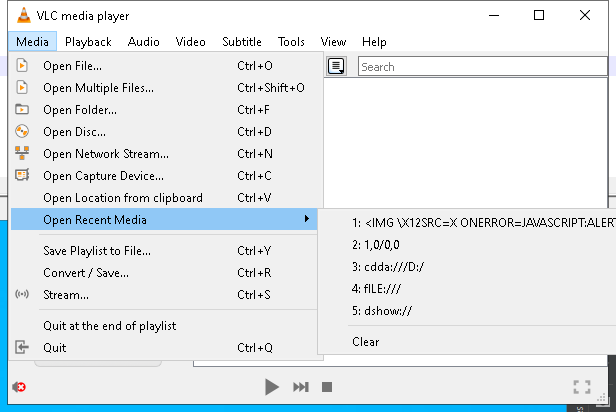 VLC media player
Media Playback Audio Video Subtitle Tools View Help
Open File... Ctrl+O
Search
Open Multiple Files... Ctrl+Shift+O
Open Folder... Ctrl+F
Open Disc... Ctrl+D
Open Network Stream... Ctrl+N
Open Capture Device... Ctrl+C
Open Location from clipboard Ctrl+V
Open Recent Media
1: <IMG \X12SRC=X ONERROR=JAVASCRIPT:ALERT
2: 1,0/0,0
3: cdda:///D:/
4: fILE:///
5: dshow://
Clear
Save Playlist to File... Ctrl+Y
Convert / Save... Ctrl+R
Stream... Ctrl+S
Quit at the end of playlist
Quit Ctrl+Q